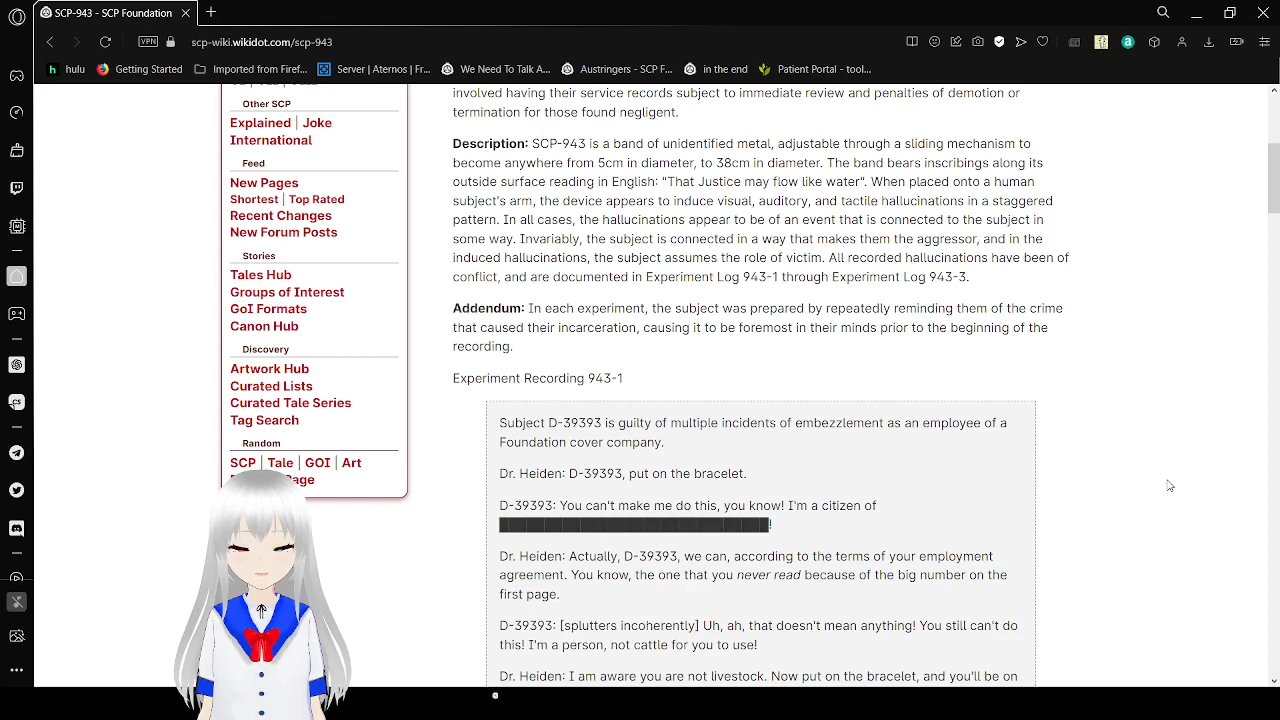 SCP-943 - SCP Foundation
VPN
scp-wiki.wikidot.com/scp-943
hulu
Getting Started
Imported from Firef...
Server | Aternos | Fr...
We Need To Talk A...
Austringers - SCP F...
in the end
Patient Portal - tool...
Other SCP
Explained | Joke
International
Feed
New Pages
Shortest | Top Rated
Recent Changes
New Forum Posts
Stories
Tales Hub
Groups of Interest
GoI Formats
Canon Hub
Discovery
Artwork Hub
Curated Lists
Curated Tale Series
Tag Search
Random
SCP | Tale | GOI | Art
involved having their service records subject to immediate review and penalties of demotion or
termination for those found negligent.
Description: SCP-943 is a band of unidentified metal, adjustable through a sliding mechanism to
become anywhere from 5cm in diameter, to 38cm in diameter. The band bears inscribings along its
outside surface reading in English: "That Justice may flow like water". When placed onto a human
subject's arm, the device appears to induce visual, auditory, and tactile hallucinations in a staggered
pattern. In all cases, the hallucinations appear to be of an event that is connected to the subject in
some way. Invariably, the subject is connected in a way that makes them the aggressor, and in the
induced hallucinations, the subject assumes the role of victim. All recorded hallucinations have been of
conflict, and are documented in Experiment Log 943-1 through Experiment Log 943-3.
Addendum: In each experiment, the subject was prepared by repeatedly reminding them of the crime
that caused their incarceration, causing it to be foremost in their minds prior to the beginning of the
recording.
Experiment Recording 943-1
Subject D-39393 is guilty of multiple incidents of embezzlement as an employee of a
Foundation cover company.
Dr. Heiden: D-39393, put on the bracelet.
D-39393: You can't make me do this, you know! I'm a citizen of
██████████████████████!
Dr. Heiden: Actually, D-39393, we can, according to the terms of your employment
agreement. You know, the one that you never read because of the big number on the
first page.
D-39393: [splutters incoherently] Uh, ah, that doesn't mean anything! You still can't do
this! I'm a person, not cattle for you to use!
Dr. Heiden: I am aware you are not livestock. Now put on the bracelet, and you'll be on